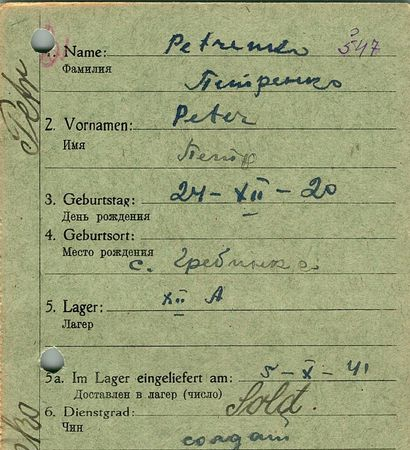 1. Name: Petrenko 547
Фамилия
Петренко
2. Vornamen: Peter
Имя
Петр
3. Geburtstag: 24-XII-20
День рождения
4. Geburtsort:
Место рождения
с. Гребинка
5. Lager: XII A
Лагер
5a. Im Lager eingeliefert am: 5-X-41
Доставлен в лагер (число)
6. Dienstgrad: Sold.
Чин
солдат